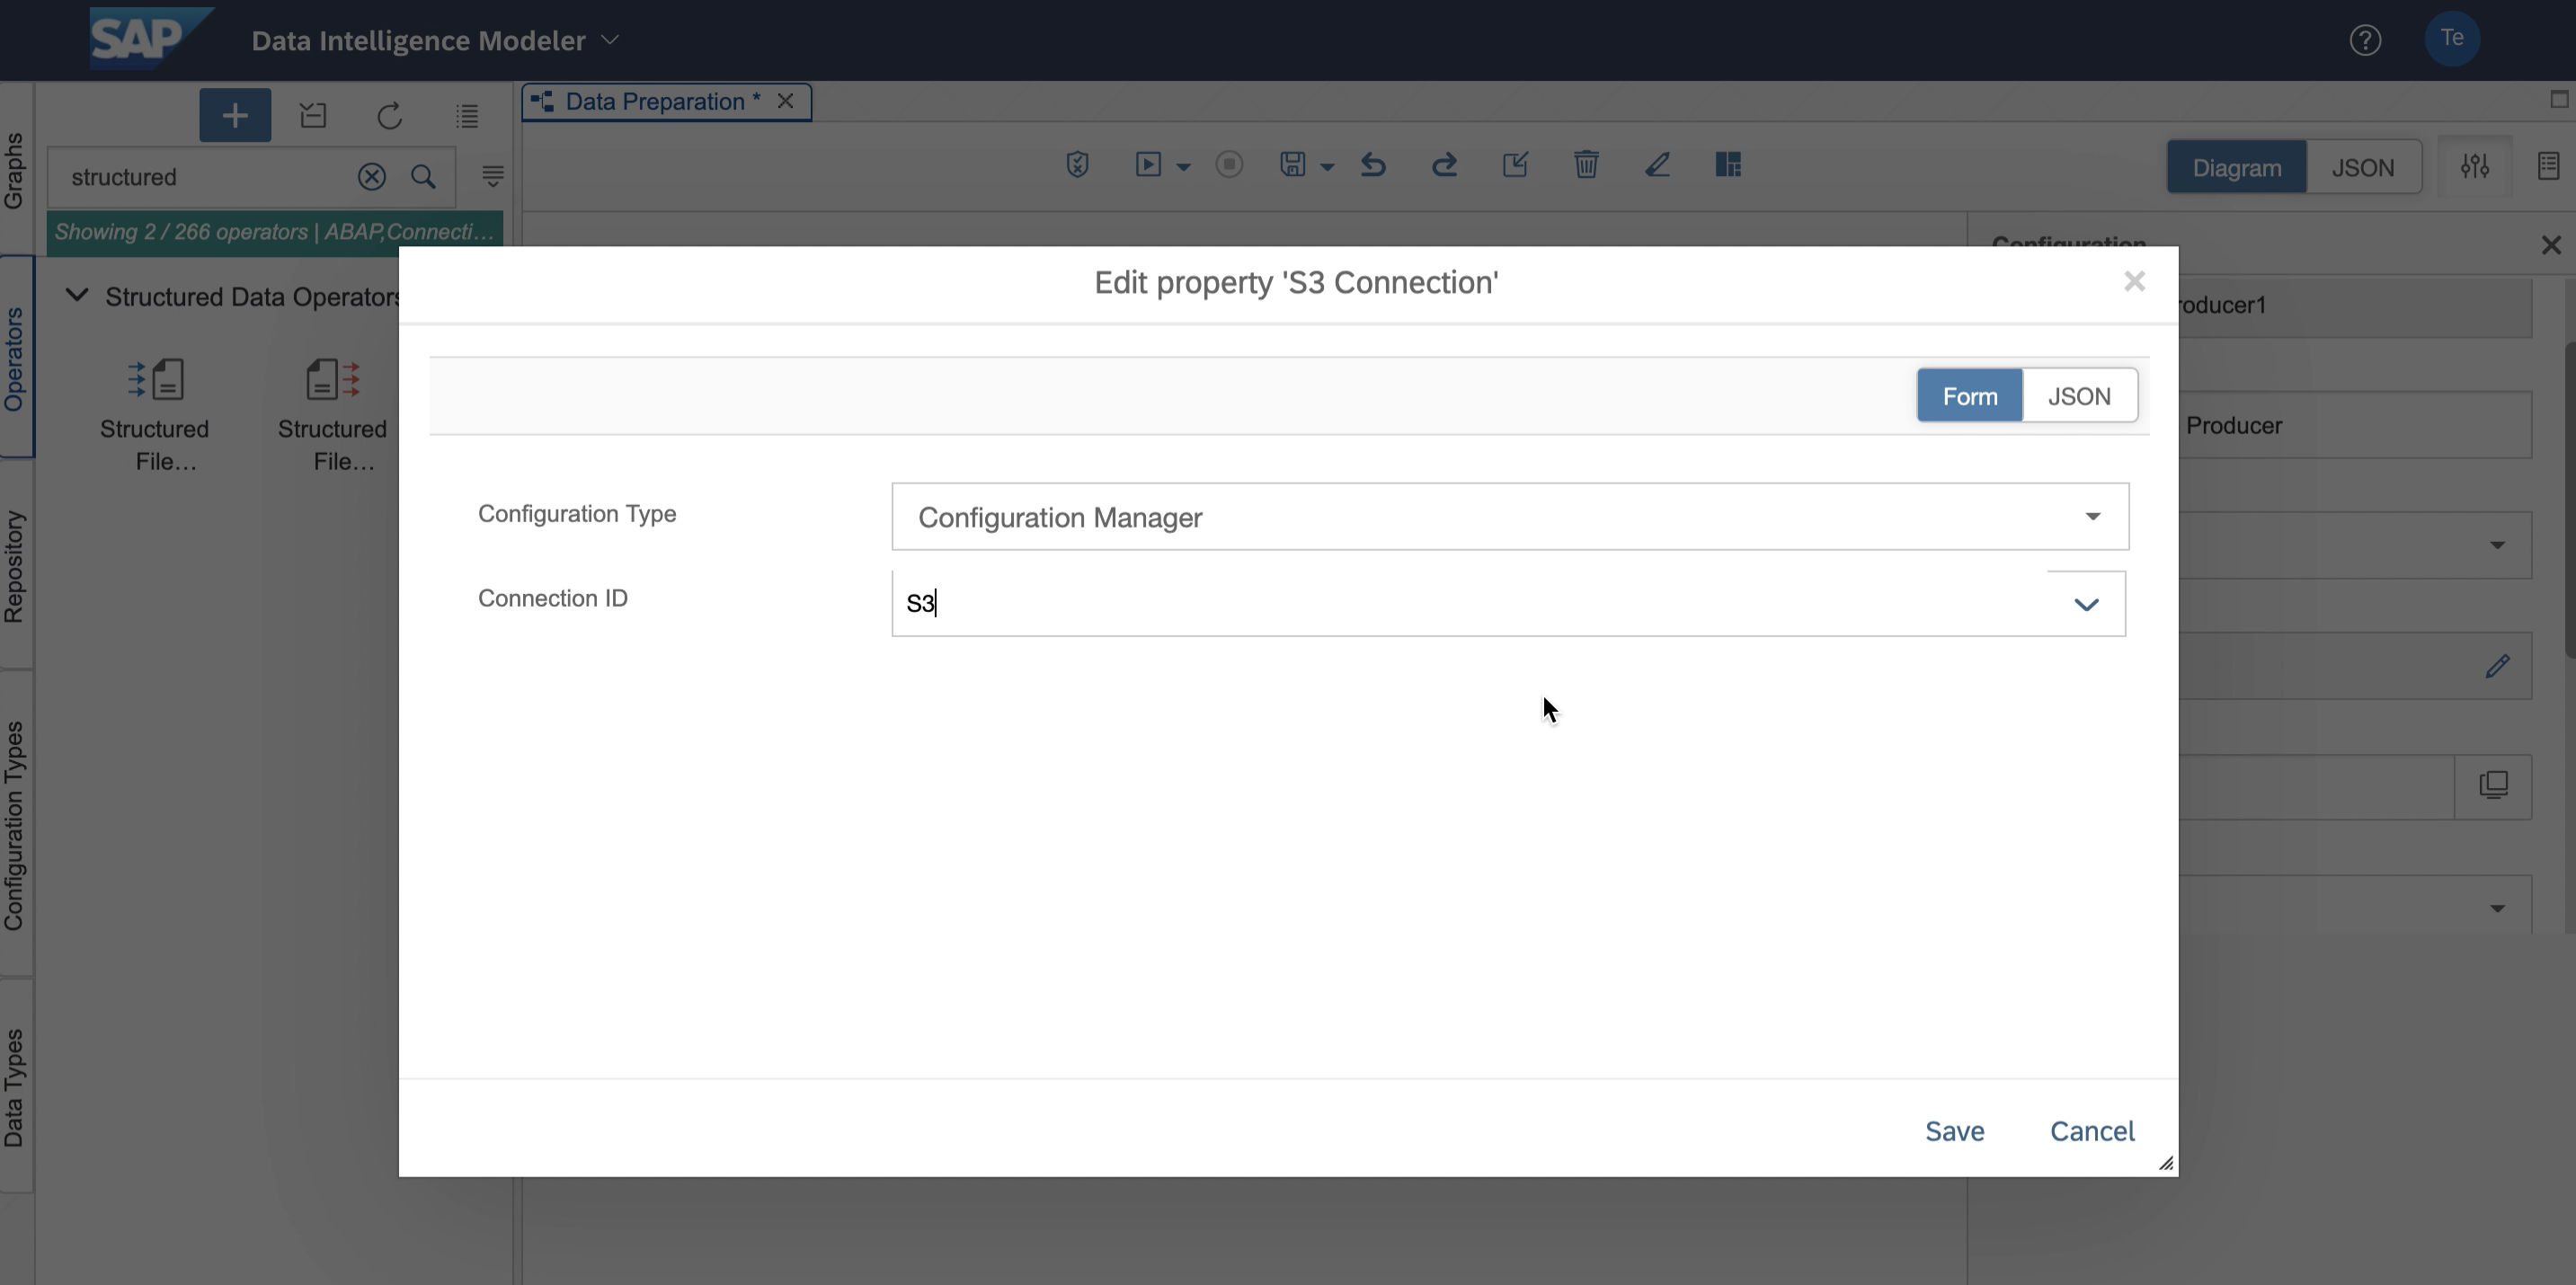 SAP
Data Intelligence Modeler
Te
Graphs
Operators
Repository
Configuration Types
Data Types
structured
Showing 2 / 266 operators | ABAP,Connecti...
Structured Data Operators
Structured
File...
Structured
File...
Data Preparation *
Diagram
JSON
Configuration
roducer1
Producer
Edit property 'S3 Connection'
Form
JSON
Configuration Type
Configuration Manager
Connection ID
S3
Save
Cancel